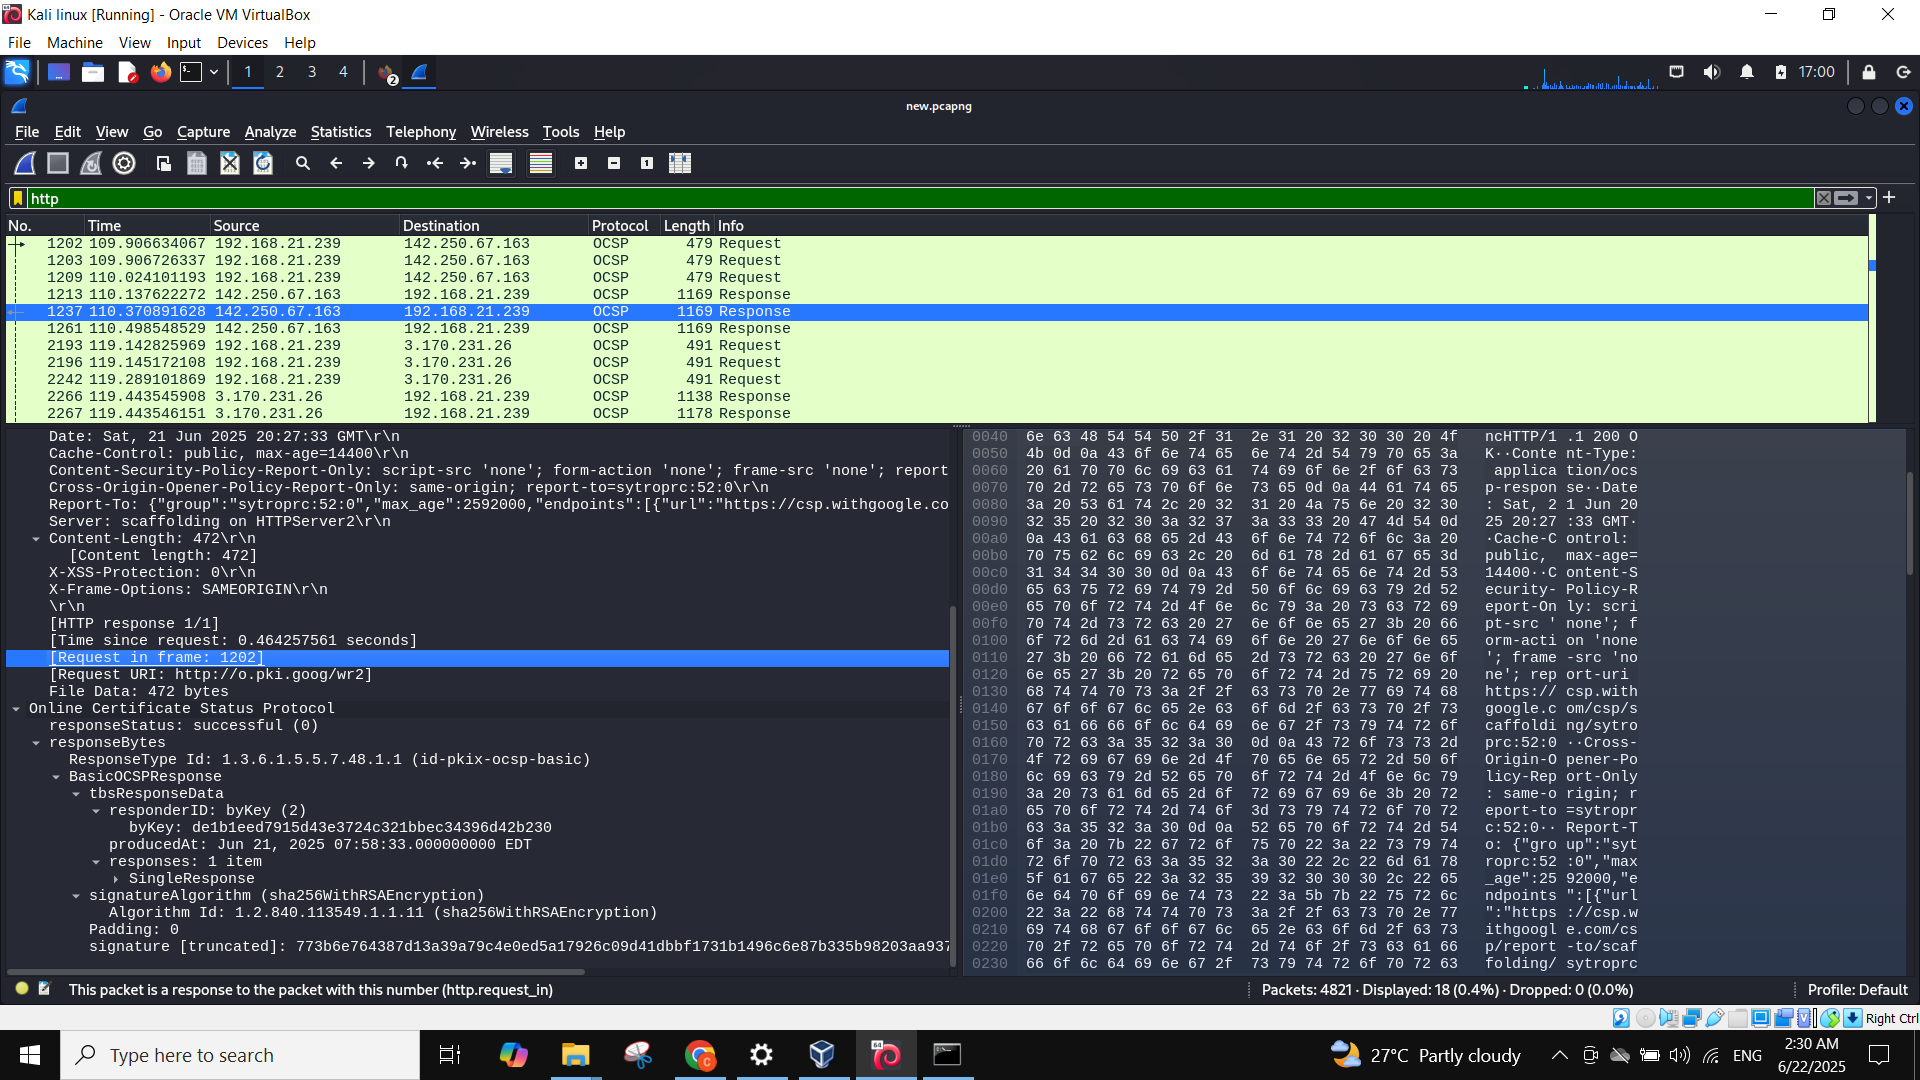 Kali linux [Running] - Oracle VM VirtualBox
File Machine View Input Devices Help
1 2 3 4 2 17:00
new.pcapng
File Edit View Go Capture Analyze Statistics Telephony Wireless Tools Help
http
No. Time Source Destination Protocol Length Info
1202 109.906634067 192.168.21.239 142.250.67.163 OCSP 479 Request
1203 109.906726337 192.168.21.239 142.250.67.163 OCSP 479 Request
1209 110.024101193 192.168.21.239 142.250.67.163 OCSP 479 Request
1213 110.137622272 142.250.67.163 192.168.21.239 OCSP 1169 Response
1237 110.370891628 142.250.67.163 192.168.21.239 OCSP 1169 Response
1261 110.498548529 142.250.67.163 192.168.21.239 OCSP 1169 Response
2193 119.142825969 192.168.21.239 3.170.231.26 OCSP 491 Request
2196 119.145172108 192.168.21.239 3.170.231.26 OCSP 491 Request
2242 119.289101869 192.168.21.239 3.170.231.26 OCSP 491 Request
2266 119.443545908 3.170.231.26 192.168.21.239 OCSP 1138 Response
2267 119.443546151 3.170.231.26 192.168.21.239 OCSP 1178 Response
Date: Sat, 21 Jun 2025 20:27:33 GMT\r\n
Cache-Control: public, max-age=14400\r\n
Content-Security-Policy-Report-Only: script-src 'none'; form-action 'none'; frame-src 'none'; report
Cross-Origin-Opener-Policy-Report-Only: same-origin; report-to=sytroprc:52:0\r\n
Report-To: {"group":"sytroprc:52:0","max_age":2592000,"endpoints":[{"url":"https://csp.withgoogle.co
Server: scaffolding on HTTPServer2\r\n
Content-Length: 472\r\n
[Content length: 472]
X-XSS-Protection: 0\r\n
X-Frame-Options: SAMEORIGIN\r\n
\r\n
[HTTP response 1/1]
[Time since request: 0.464257561 seconds]
[Request in frame: 1202]
[Request URI: http://o.pki.goog/wr2]
File Data: 472 bytes
Online Certificate Status Protocol
responseStatus: successful (0)
responseBytes
ResponseType Id: 1.3.6.1.5.5.7.48.1.1 (id-pkix-ocsp-basic)
BasicOCSPResponse
tbsResponseData
responderID: byKey (2)
byKey: de1b1eed7915d43e3724c321bbec34396d42b230
producedAt: Jun 21, 2025 07:58:33.000000000 EDT
responses: 1 item
SingleResponse
signatureAlgorithm (sha256WithRSAEncryption)
Algorithm Id: 1.2.840.113549.1.1.11 (sha256WithRSAEncryption)
Padding: 0
signature [truncated]: 773b6e764387d13a39a79c4e0ed5a17926c09d41dbbf1731b1496c6e87b335b98203aa937
0040 6e 63 48 54 54 50 2f 31 2e 31 20 32 30 30 20 4f ncHTTP/1 .1 200 O
0050 4b 0d 0a 43 6f 6e 74 65 6e 74 2d 54 79 70 65 3a K··Conte nt-Type:
0060 20 61 70 70 6c 69 63 61 74 69 6f 6e 2f 6f 63 73 applica tion/ocs
0070 70 2d 72 65 73 70 6f 6e 73 65 0d 0a 44 61 74 65 p-respon se··Date
0080 3a 20 53 61 74 2c 20 32 31 20 4a 75 6e 20 32 30 : Sat, 2 1 Jun 20
0090 32 35 20 32 30 3a 32 37 3a 33 33 20 47 4d 54 0d 25 20:27 :33 GMT·
00a0 0a 43 61 63 68 65 2d 43 6f 6e 74 72 6f 6c 3a 20 ·Cache-C ontrol:
00b0 70 75 62 6c 69 63 2c 20 6d 61 78 2d 61 67 65 3d public, max-age=
00c0 31 34 34 30 30 0d 0a 43 6f 6e 74 65 6e 74 2d 53 14400··C ontent-S
00d0 65 63 75 72 69 74 79 2d 50 6f 6c 69 63 79 2d 52 ecurity- Policy-R
00e0 65 70 6f 72 74 2d 4f 6e 6c 79 3a 20 73 63 72 69 eport-On ly: scri
00f0 70 74 2d 73 72 63 20 27 6e 6f 6e 65 27 3b 20 66 pt-src ' none'; f
0100 6f 72 6d 2d 61 63 74 69 6f 6e 20 27 6e 6f 6e 65 orm-acti on 'none
0110 27 3b 20 66 72 61 6d 65 2d 73 72 63 20 27 6e 6f '; frame -src 'no
0120 6e 65 27 3b 20 72 65 70 6f 72 74 2d 75 72 69 20 ne'; rep ort-uri
0130 68 74 74 70 73 3a 2f 2f 63 73 70 2e 77 69 74 68 https:// csp.with
0140 67 6f 6f 67 6c 65 2e 63 6f 6d 2f 63 73 70 2f 73 google.c om/csp/s
0150 63 61 66 66 6f 6c 64 69 6e 67 2f 73 79 74 72 6f caffoldi ng/sytro
0160 70 72 63 3a 35 32 3a 30 0d 0a 43 72 6f 73 73 2d prc:52:0 ··Cross-
0170 4f 72 69 67 69 6e 2d 4f 70 65 6e 65 72 2d 50 6f Origin-O pener-Po
0180 6c 69 63 79 2d 52 65 70 6f 72 74 2d 4f 6e 6c 79 licy-Rep ort-Only
0190 3a 20 73 61 6d 65 2d 6f 72 69 67 69 6e 3b 20 72 : same-o rigin; r
01a0 65 70 6f 72 74 2d 74 6f 3d 73 79 74 72 6f 70 72 eport-to =sytropr
01b0 63 3a 35 32 3a 30 0d 0a 52 65 70 6f 72 74 2d 54 c:52:0·· Report-T
01c0 6f 3a 20 7b 22 67 72 6f 75 70 22 3a 22 73 79 74 o: {"gro up":"syt
01d0 72 6f 70 72 63 3a 35 32 3a 30 22 2c 22 6d 61 78 roprc:52 :0","max
01e0 5f 61 67 65 22 3a 32 35 39 32 30 30 30 2c 22 65 _age":25 92000,"e
01f0 6e 64 70 6f 69 6e 74 73 22 3a 5b 7b 22 75 72 6c ndpoints ":[{"url
0200 22 3a 22 68 74 74 70 73 3a 2f 2f 63 73 70 2e 77 ":"https ://csp.w
0210 69 74 68 67 6f 6f 67 6c 65 2e 63 6f 6d 2f 63 73 ithgoogl e.com/cs
0220 70 2f 72 65 70 6f 72 74 2d 74 6f 2f 73 63 61 66 p/report -to/scaf
0230 66 6f 6c 64 69 6e 67 2f 73 79 74 72 6f 70 72 63 folding/ sytroprc
This packet is a response to the packet with this number (http.request_in)
Packets: 4821 · Displayed: 18 (0.4%) · Dropped: 0 (0.0%)
Profile: Default
Right Ctrl
Type here to search
27°C Partly cloudy
ENG
2:30 AM
6/22/2025